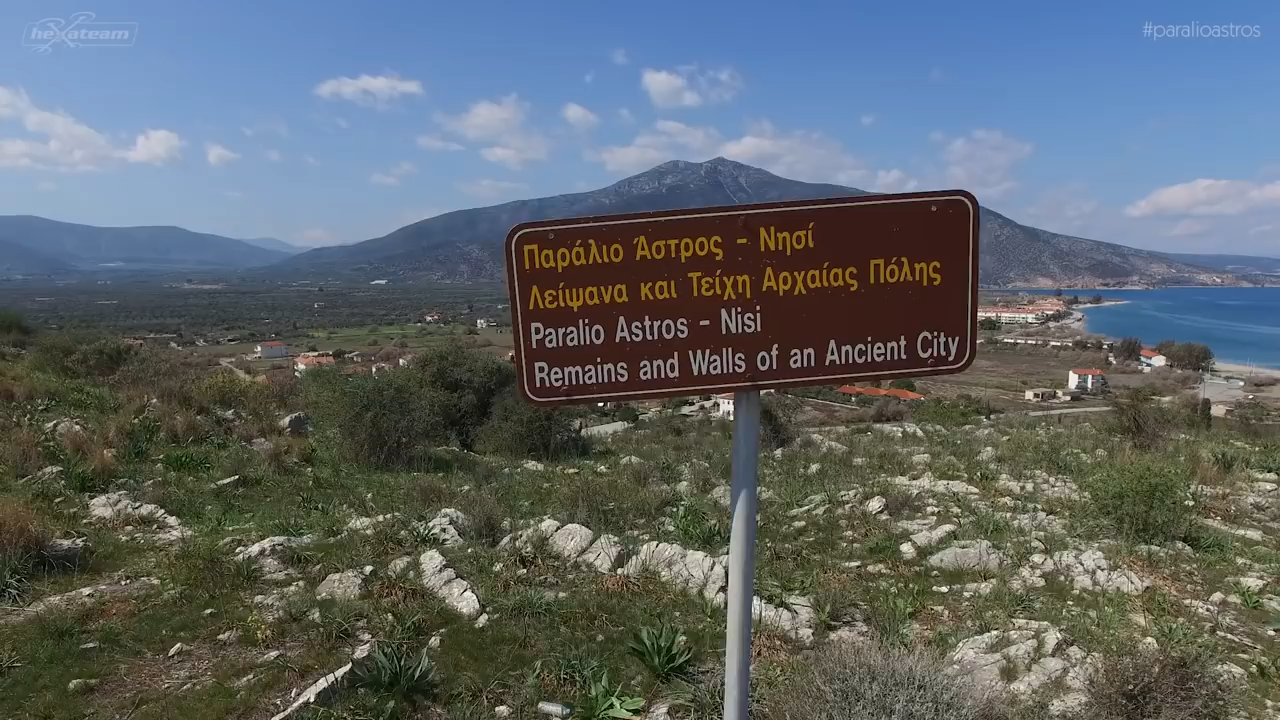 hexateam
#paralioastros
Παράλιο Άστρος - Νησί
Λείψανα και Τείχη Αρχαίας Πόλης
Paralio Astros - Nisi
Remains and Walls of an Ancient City